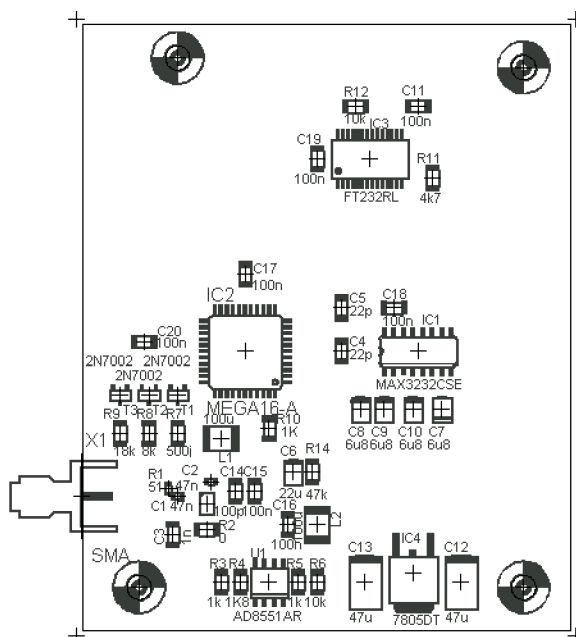 R12
C11
10k
IC3
100n
C19
R11
100n
FT232RL
4k7
C17
100n
IC2
C5
C18
22p
100n
IC1
C20
100n
C4
22p
2N7002
2N7002
2N7002
MAX3232CSE
T3
T2
T1
MEGA16-A
R9
R8
R7
100u
R10
1K
C8
C9
C10
C7
18k
8k
6u8
6u8
6u8
6u8
X1
L1
C6
R14
R1
C2
47n
C14
C15
22u
47k
C1
47n
100p
100n
C16
100n
L2
C3
1n
R2
0
SMA
U1
C13
IC4
C12
R3
R4
R5
R6
1k
1K8
1k
10k
AD8551AR
47u
7805DT
47u